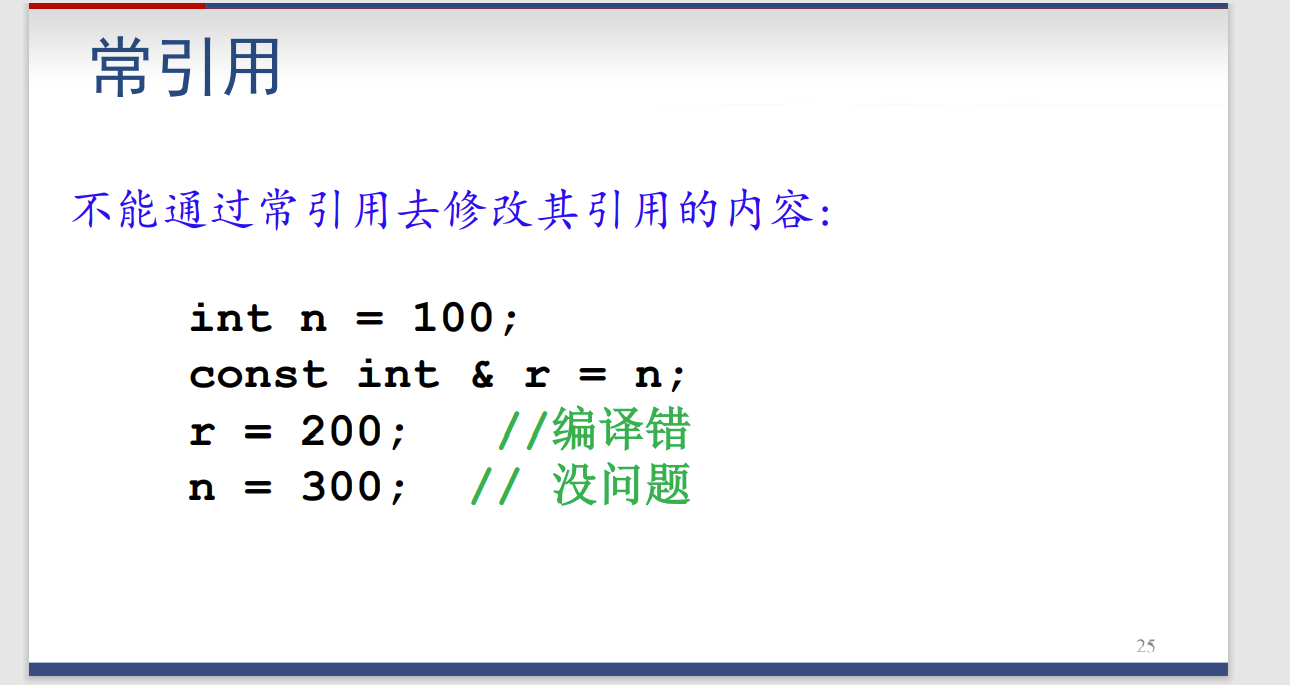 常引用
不能通过常引用去修改其引用的内容:
int n = 100;
const int & r = n;
r = 200;   //编译错
n = 300;  // 没问题
25